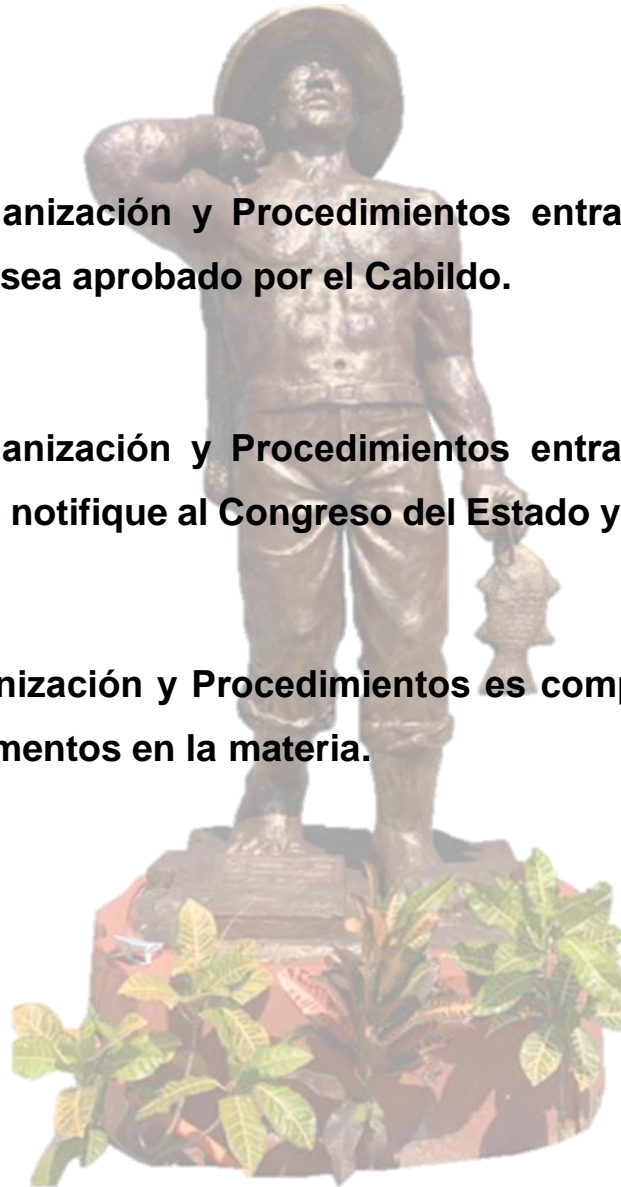 anización y Procedimientos entra
sea aprobado por el Cabildo.
anización y Procedimientos entra
notifique al Congreso del Estado y
nización y Procedimientos es comp
mentos en la materia.